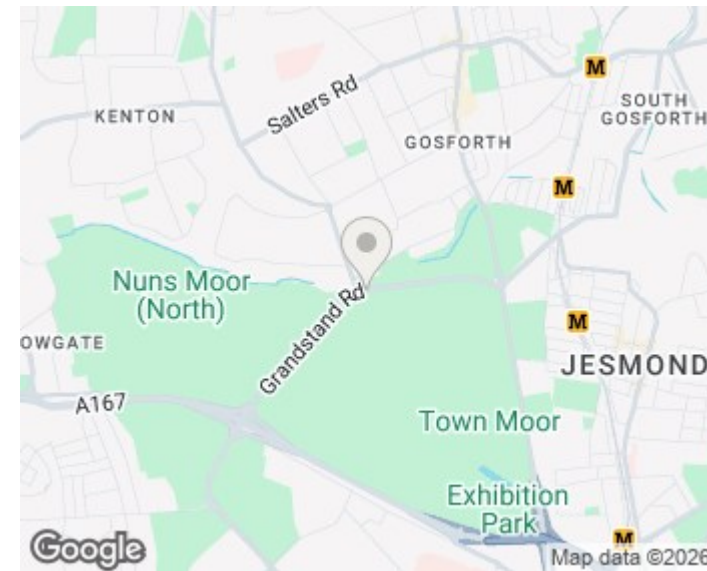 M
Salters Rd
KENTON
SOUTH
GOSFORTH
GOSFORTH
M
Nuns Moor
(North)
Grandstand Rd
M
OWGATE
JESMOND
A167
Town Moor
Exhibition
Park
M
Google
Map data ©2026